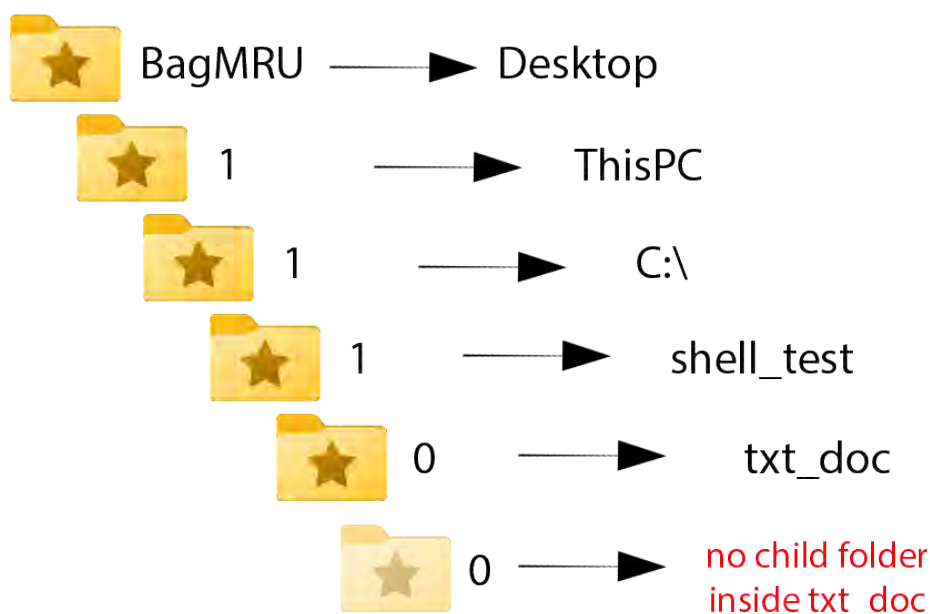 BagMRU Desktop
1 ThisPC
1 C:\
1 shell_test
0 txt_doc
0 no child folder
inside txt_doc